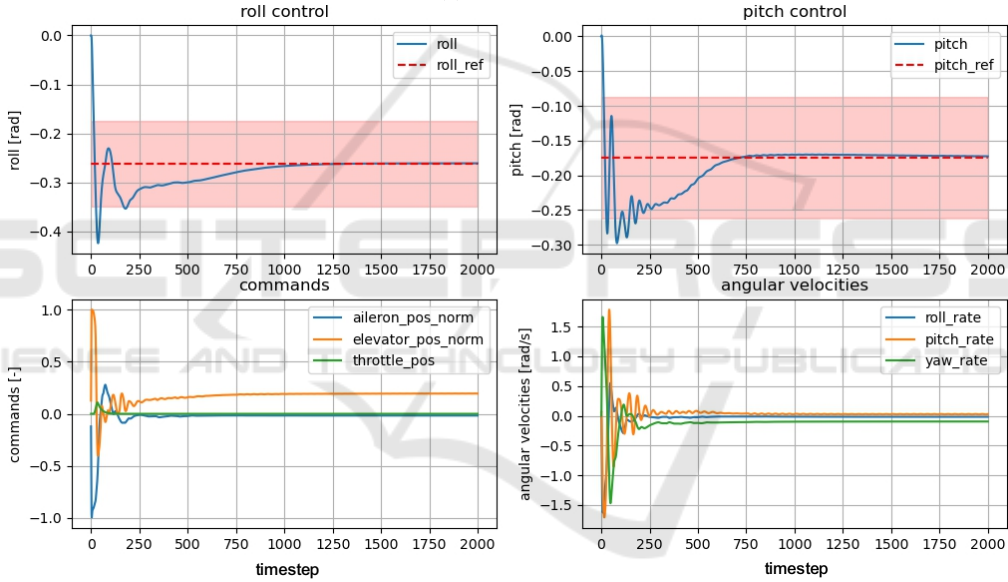 roll control
0.0
−0.1
−0.2
−0.3
−0.4
roll [rad]
roll
roll_ref
0 250 500 750 1000 1250 1500 1750 2000
pitch control
0.00
−0.05
−0.10
−0.15
−0.20
−0.25
−0.30
pitch [rad]
pitch
pitch_ref
0 250 500 750 1000 1250 1500 1750 2000
commands
1.0
0.5
0.0
−0.5
−1.0
commands [-]
aileron_pos_norm
elevator_pos_norm
throttle_pos
0 250 500 750 1000 1250 1500 1750 2000
timestep
angular velocities
1.5
1.0
0.5
0.0
−0.5
−1.0
−1.5
angular velocities [rad/s]
roll_rate
pitch_rate
yaw_rate
0 250 500 750 1000 1250 1500 1750 2000
timestep
SCITEPRESS
IENCE AND TECHNOLOGY PUBLICATIO